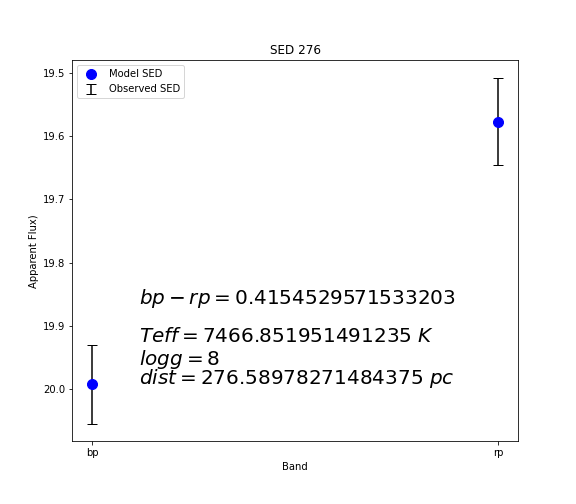 SED 276
Model SED
Observed SED
19.5
19.6
19.7
19.8
19.9
20.0
Apparent Flux)
bp − rp = 0.4154529571533203
Teff = 7466.851951491235 K
logg = 8
dist = 276.58978271484375 pc
bp
rp
Band